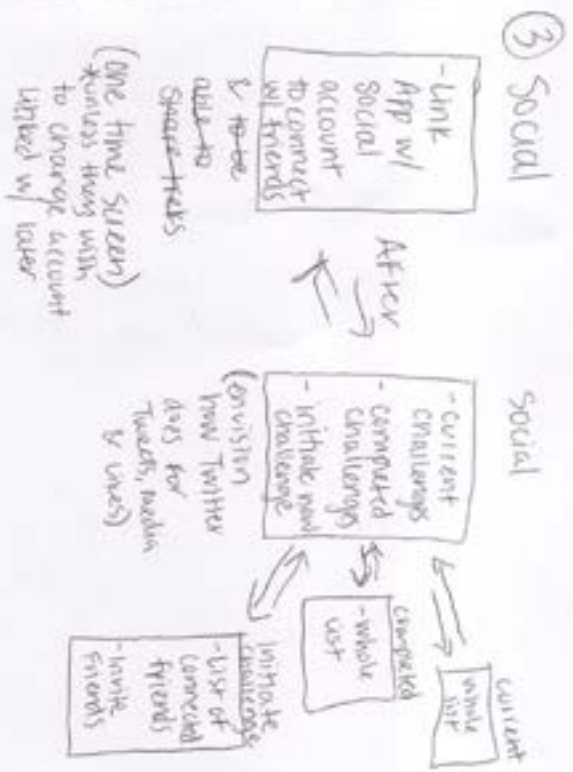 ③ Social
-Link
App w/
social
account
to connect
w/ friends
& to be
able to
(one time screen)
*unless they wish
to change account
linked w/ later
After
Social
-current
challenges
-completed
challenges
-initiate new
challenge
(envision
how Twitter
does for
Tweets, media
& likes)
current
whole
list
completed
-whole
list
initiate
challenge
-List of
connected
friends
-Invite
friends